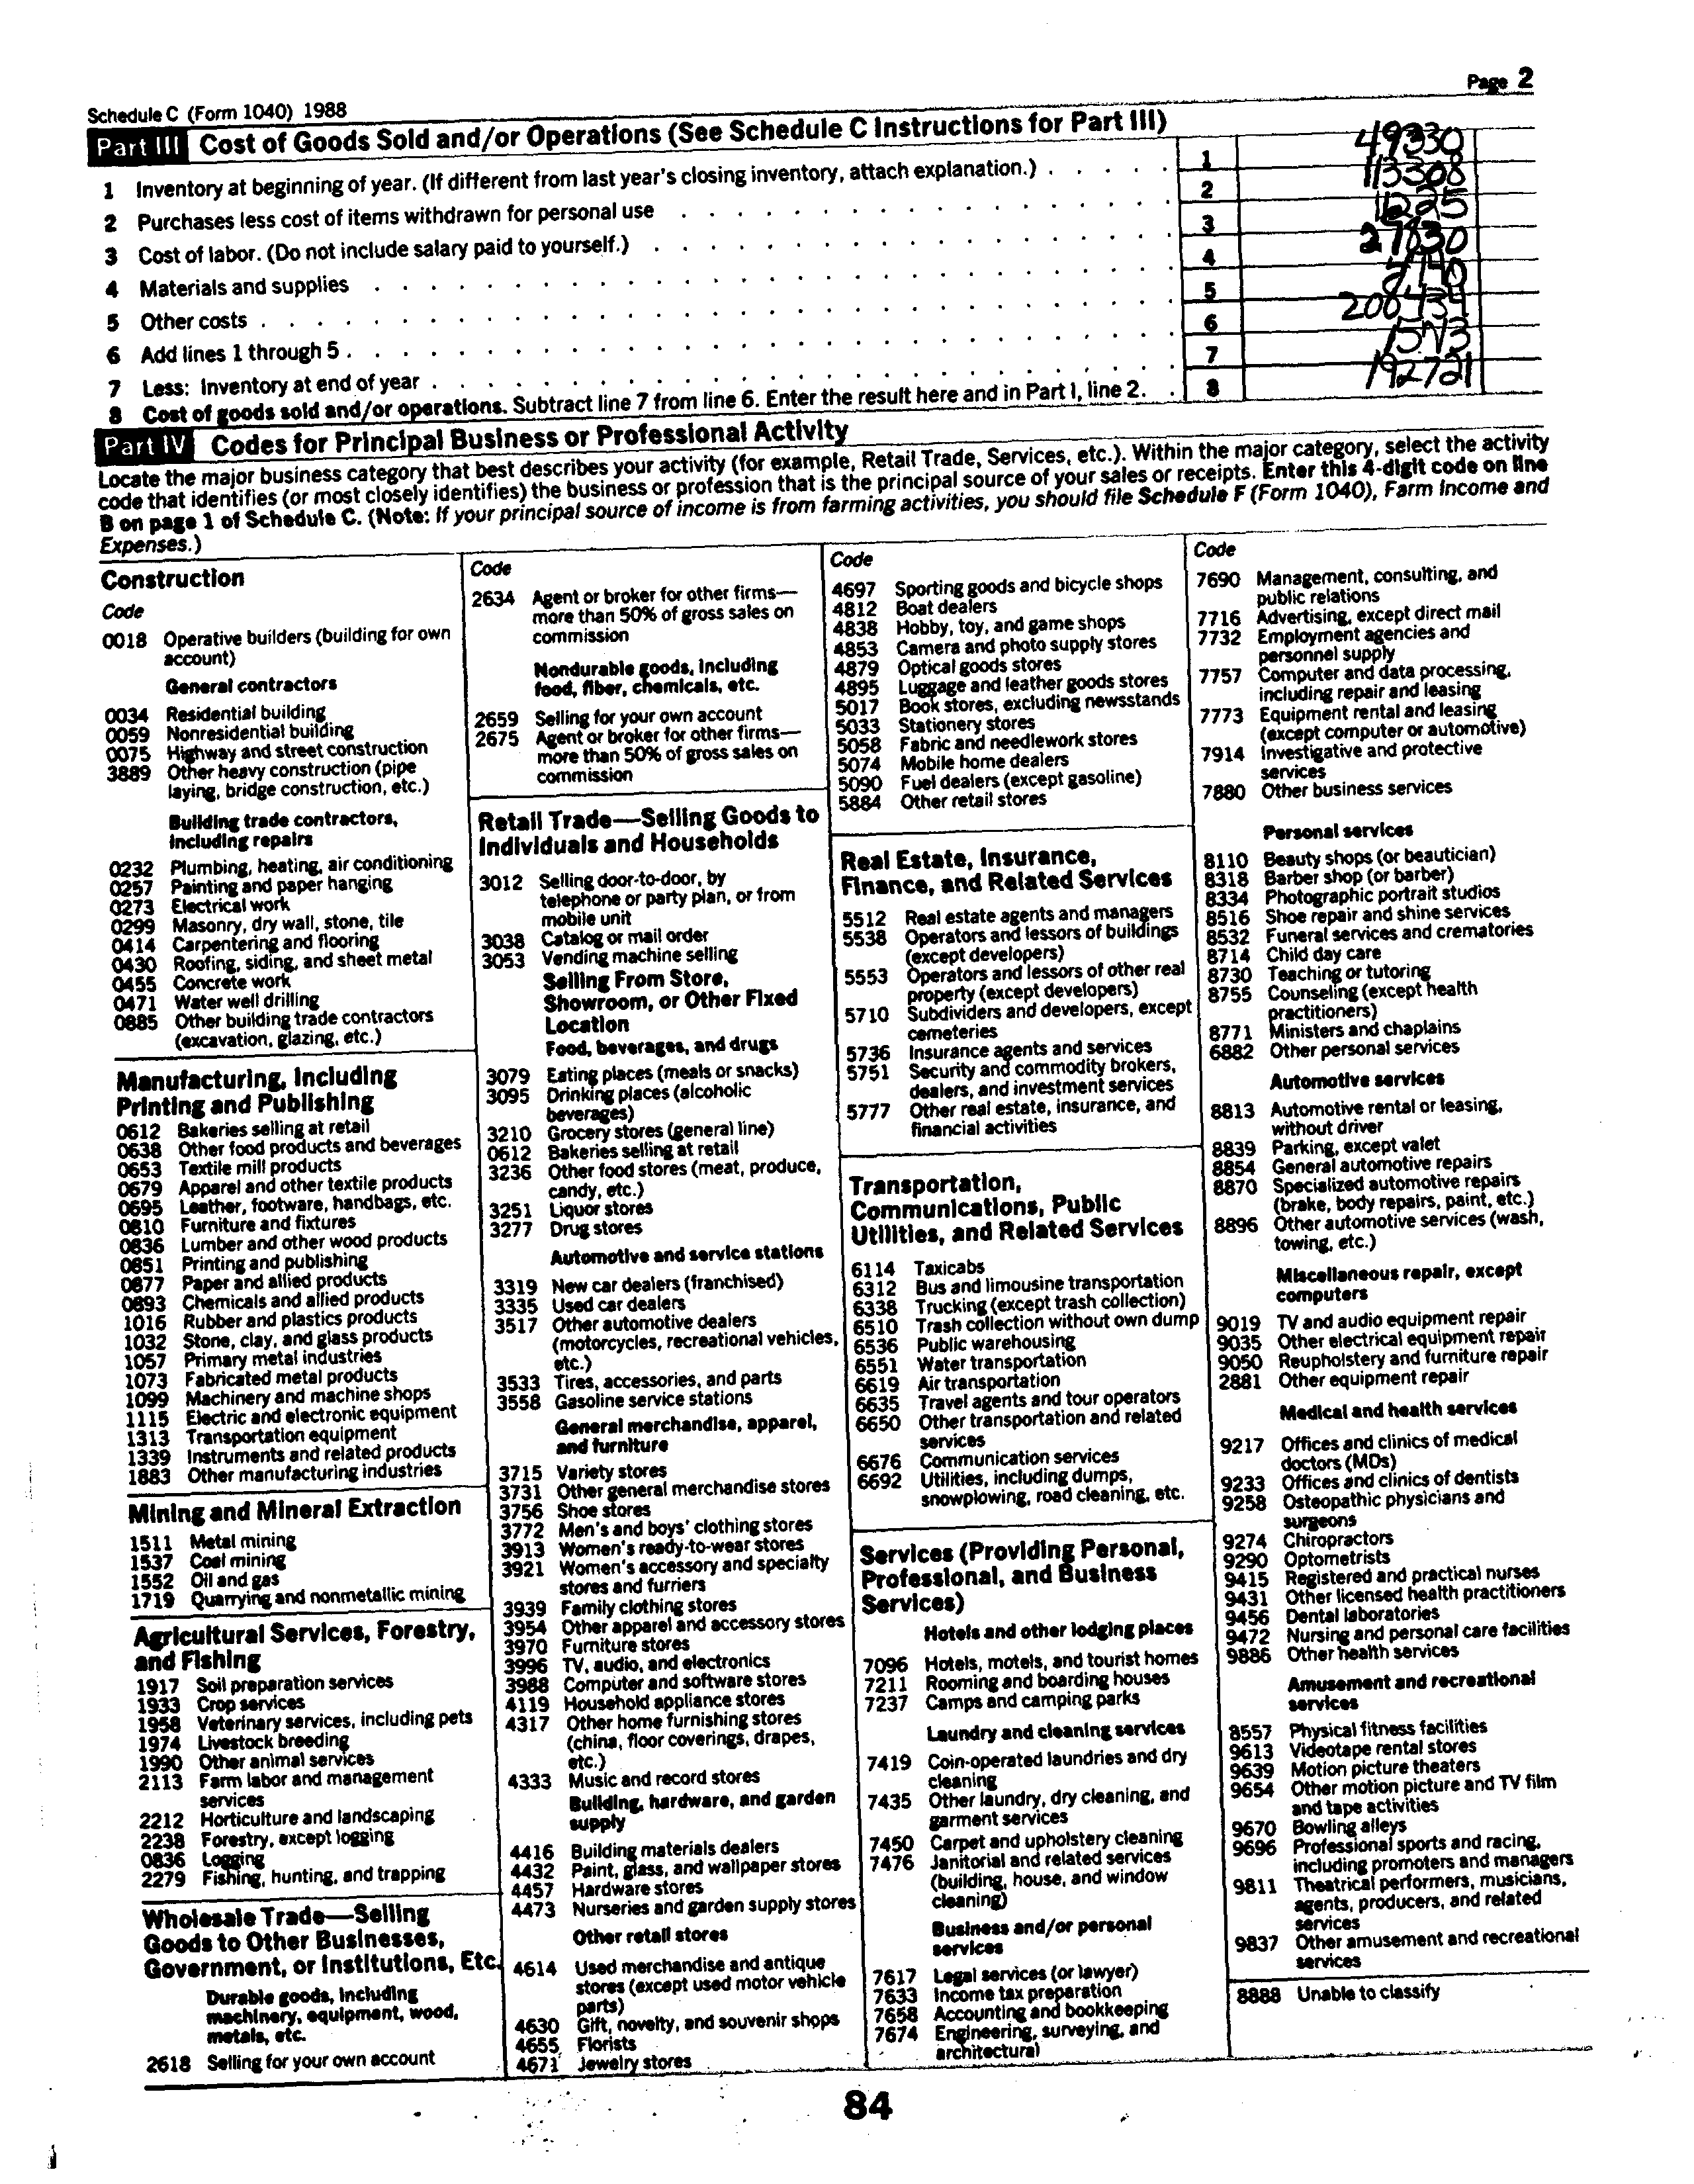 Schedule C (Form 1040) 1988
Page 2
Part III Cost of Goods Sold and/or Operations (See Schedule C Instructions for Part III)
1 Inventory at beginning of year. (If different from last year's closing inventory, attach explanation.) . . . . . 1 49330
2 Purchases less cost of items withdrawn for personal use 2 113308
3 Cost of labor. (Do not include salary paid to yourself.) 3
4 Materials and supplies 4 27830
5 Other costs 5
6 Add lines 1 through 5 6 208434
7 Less: Inventory at end of year 7 15713
8 Cost of goods sold and/or operations. Subtract line 7 from line 6. Enter the result here and in Part I, line 2. . 8 192721
Part IV Codes for Principal Business or Professional Activity
Locate the major business category that best describes your activity (for example, Retail Trade, Services, etc.). Within the major category, select the activity
code that identifies (or most closely identifies) the business or profession that is the principal source of your sales or receipts. Enter this 4-digit code on line
B on page 1 of Schedule C. (Note: If your principal source of income is from farming activities, you should file Schedule F (Form 1040), Farm Income and
Expenses.)
Construction
Code
0018 Operative builders (building for own
account)
General contractors
0034 Residential building
0059 Nonresidential building
0075 Highway and street construction
3889 Other heavy construction (pipe
laying, bridge construction, etc.)
Building trade contractors,
including repairs
0232 Plumbing, heating, air conditioning
0257 Painting and paper hanging
0273 Electrical work
0299 Masonry, dry wall, stone, tile
0414 Carpentering and flooring
0430 Roofing, siding, and sheet metal
0455 Concrete work
0471 Water well drilling
0885 Other building trade contractors
(excavation, glazing, etc.)
Manufacturing, Including
Printing and Publishing
0612 Bakeries selling at retail
0638 Other food products and beverages
0653 Textile mill products
0679 Apparel and other textile products
0695 Leather, footware, handbags, etc.
0810 Furniture and fixtures
0836 Lumber and other wood products
0851 Printing and publishing
0877 Paper and allied products
0893 Chemicals and allied products
1016 Rubber and plastics products
1032 Stone, clay, and glass products
1057 Primary metal industries
1073 Fabricated metal products
1099 Machinery and machine shops
1115 Electric and electronic equipment
1313 Transportation equipment
1339 Instruments and related products
1883 Other manufacturing industries
Mining and Mineral Extraction
1511 Metal mining
1537 Coal mining
1552 Oil and gas
1719 Quarrying and nonmetallic mining
Agricultural Services, Forestry,
and Fishing
1917 Soil preparation services
1933 Crop services
1958 Veterinary services, including pets
1974 Livestock breeding
1990 Other animal services
2113 Farm labor and management
services
2212 Horticulture and landscaping
2238 Forestry, except logging
0836 Logging
2279 Fishing, hunting, and trapping
Wholesale Trade—Selling
Goods to Other Businesses,
Government, or Institutions, Etc.
Durable goods, including
machinery, equipment, wood,
metals, etc.
2618 Selling for your own account
Code
2634 Agent or broker for other firms—
more than 50% of gross sales on
commission
Nondurable goods, including
food, fiber, chemicals, etc.
2659 Selling for your own account
2675 Agent or broker for other firms—
more than 50% of gross sales on
commission
Retail Trade—Selling Goods to
Individuals and Households
3012 Selling door-to-door, by
telephone or party plan, or from
mobile unit
3038 Catalog or mail order
3053 Vending machine selling
Selling From Store,
Showroom, or Other Fixed
Location
Food, beverages, and drugs
3079 Eating places (meals or snacks)
3095 Drinking places (alcoholic
beverages)
3210 Grocery stores (general line)
0612 Bakeries selling at retail
3236 Other food stores (meat, produce,
candy, etc.)
3251 Liquor stores
3277 Drug stores
Automotive and service stations
3319 New car dealers (franchised)
3335 Used car dealers
3517 Other automotive dealers
(motorcycles, recreational vehicles,
etc.)
3533 Tires, accessories, and parts
3558 Gasoline service stations
General merchandise, apparel,
and furniture
3715 Variety stores
3731 Other general merchandise stores
3756 Shoe stores
3772 Men's and boys' clothing stores
3913 Women's ready-to-wear stores
3921 Women's accessory and specialty
stores and furriers
3939 Family clothing stores
3954 Other apparel and accessory stores
3970 Furniture stores
3996 TV, audio, and electronics
3988 Computer and software stores
4119 Household appliance stores
4317 Other home furnishing stores
(china, floor coverings, drapes,
etc.)
4333 Music and record stores
Building, hardware, and garden
supply
4416 Building materials dealers
4432 Paint, glass, and wallpaper stores
4457 Hardware stores
4473 Nurseries and garden supply stores
Other retail stores
4614 Used merchandise and antique
stores (except used motor vehicle
parts)
4630 Gift, novelty, and souvenir shops
4655 Florists
4671 Jewelry stores
Code
4697 Sporting goods and bicycle shops
4812 Boat dealers
4838 Hobby, toy, and game shops
4853 Camera and photo supply stores
4879 Optical goods stores
4895 Luggage and leather goods stores
5017 Book stores, excluding newsstands
5033 Stationery stores
5058 Fabric and needlework stores
5074 Mobile home dealers
5090 Fuel dealers (except gasoline)
5884 Other retail stores
Real Estate, Insurance,
Finance, and Related Services
5512 Real estate agents and managers
5538 Operators and lessors of buildings
(except developers)
5553 Operators and lessors of other real
property (except developers)
5710 Subdividers and developers, except
cemeteries
5736 Insurance agents and services
5751 Security and commodity brokers,
dealers, and investment services
5777 Other real estate, insurance, and
financial activities
Transportation,
Communications, Public
Utilities, and Related Services
6114 Taxicabs
6312 Bus and limousine transportation
6338 Trucking (except trash collection)
6510 Trash collection without own dump
6536 Public warehousing
6551 Water transportation
6619 Air transportation
6635 Travel agents and tour operators
6650 Other transportation and related
services
6676 Communication services
6692 Utilities, including dumps,
snowplowing, road cleaning, etc.
Services (Providing Personal,
Professional, and Business
Services)
Hotels and other lodging places
7096 Hotels, motels, and tourist homes
7211 Rooming and boarding houses
7237 Camps and camping parks
Laundry and cleaning services
7419 Coin-operated laundries and dry
cleaning
7435 Other laundry, dry cleaning, and
garment services
7450 Carpet and upholstery cleaning
7476 Janitorial and related services
(building, house, and window
cleaning)
Business and/or personal
services
7617 Legal services (or lawyer)
7633 Income tax preparation
7658 Accounting and bookkeeping
7674 Engineering, surveying, and
architectural
Code
7690 Management, consulting, and
public relations
7716 Advertising, except direct mail
7732 Employment agencies and
personnel supply
7757 Computer and data processing,
including repair and leasing
7773 Equipment rental and leasing
(except computer or automotive)
7914 Investigative and protective
services
7880 Other business services
Personal services
8110 Beauty shops (or beautician)
8318 Barber shop (or barber)
8334 Photographic portrait studios
8516 Shoe repair and shine services
8532 Funeral services and crematories
8714 Child day care
8730 Teaching or tutoring
8755 Counseling (except health
practitioners)
8771 Ministers and chaplains
6882 Other personal services
Automotive services
8813 Automotive rental or leasing,
without driver
8839 Parking, except valet
8854 General automotive repairs
8870 Specialized automotive repairs
(brake, body repairs, paint, etc.)
8896 Other automotive services (wash,
towing, etc.)
Miscellaneous repair, except
computers
9019 TV and audio equipment repair
9035 Other electrical equipment repair
9050 Reupholstery and furniture repair
2881 Other equipment repair
Medical and health services
9217 Offices and clinics of medical
doctors (MDs)
9233 Offices and clinics of dentists
9258 Osteopathic physicians and
surgeons
9274 Chiropractors
9290 Optometrists
9415 Registered and practical nurses
9431 Other licensed health practitioners
9456 Dental laboratories
9472 Nursing and personal care facilities
9886 Other health services
Amusement and recreational
services
8557 Physical fitness facilities
9613 Videotape rental stores
9639 Motion picture theaters
9654 Other motion picture and TV film
and tape activities
9670 Bowling alleys
9696 Professional sports and racing,
including promoters and managers
9811 Theatrical performers, musicians,
agents, producers, and related
services
9837 Other amusement and recreational
services
8888 Unable to classify
84